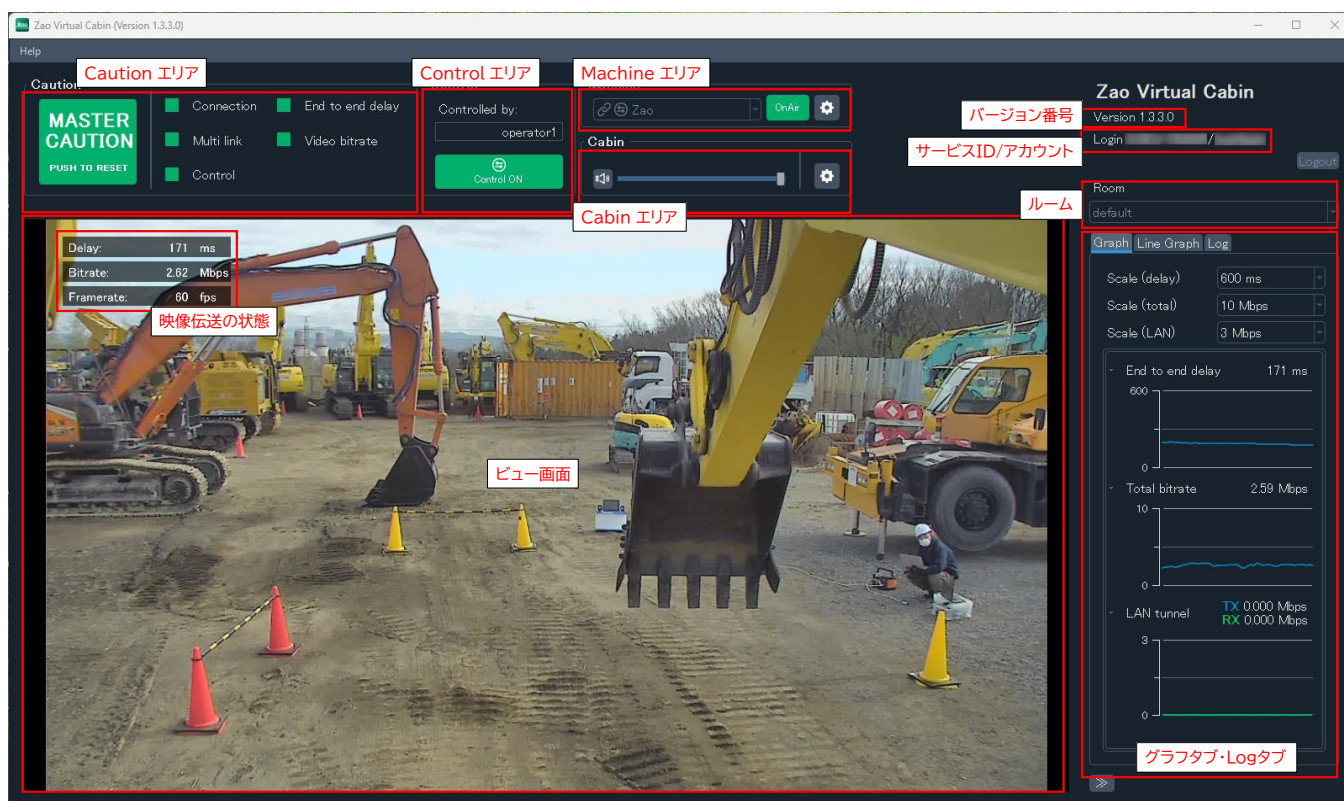 Zao Virtual Cabin (Version 1.3.3.0)
Help
Caution エリア
Control エリア
Machine エリア
Caution
MASTER
CAUTION
PUSH TO RESET
Connection
End to end delay
Multi link
Video bitrate
Control
Controlled by:
operator1
Control ON
Zao
OnAir
Cabin
Cabin エリア
Zao Virtual Cabin
バージョン番号
Version 1.3.3.0
サービスID/アカウント
Login
/
Logout
ルーム
Room
default
Delay: 171 ms
Bitrate: 2.62 Mbps
Framerate: 60 fps
映像伝送の状態
ビュー画面
Graph Line Graph Log
Scale (delay) 600 ms
Scale (total) 10 Mbps
Scale (LAN) 3 Mbps
End to end delay 171 ms
600
0
Total bitrate 2.59 Mbps
10
0
LAN tunnel TX 0.000 Mbps
RX 0.000 Mbps
3
0
グラフタブ・Logタブ